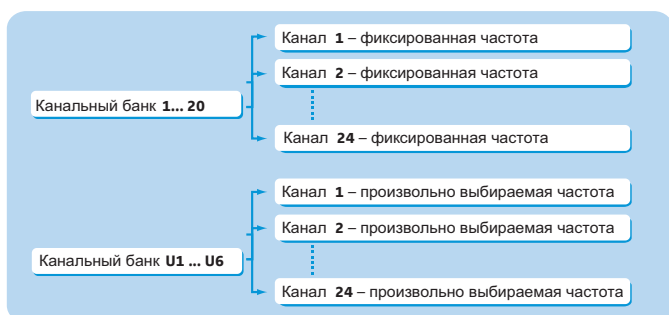 Канал 1 – фиксированная частота
Канал 2 – фиксированная частота
Канальный банк 1... 20
Канал 24 – фиксированная частота
Канал 1 – произвольно выбираемая частота
Канал 2 – произвольно выбираемая частота
Канальный банк U1 ... U6
Канал 24 – произвольно выбираемая частота